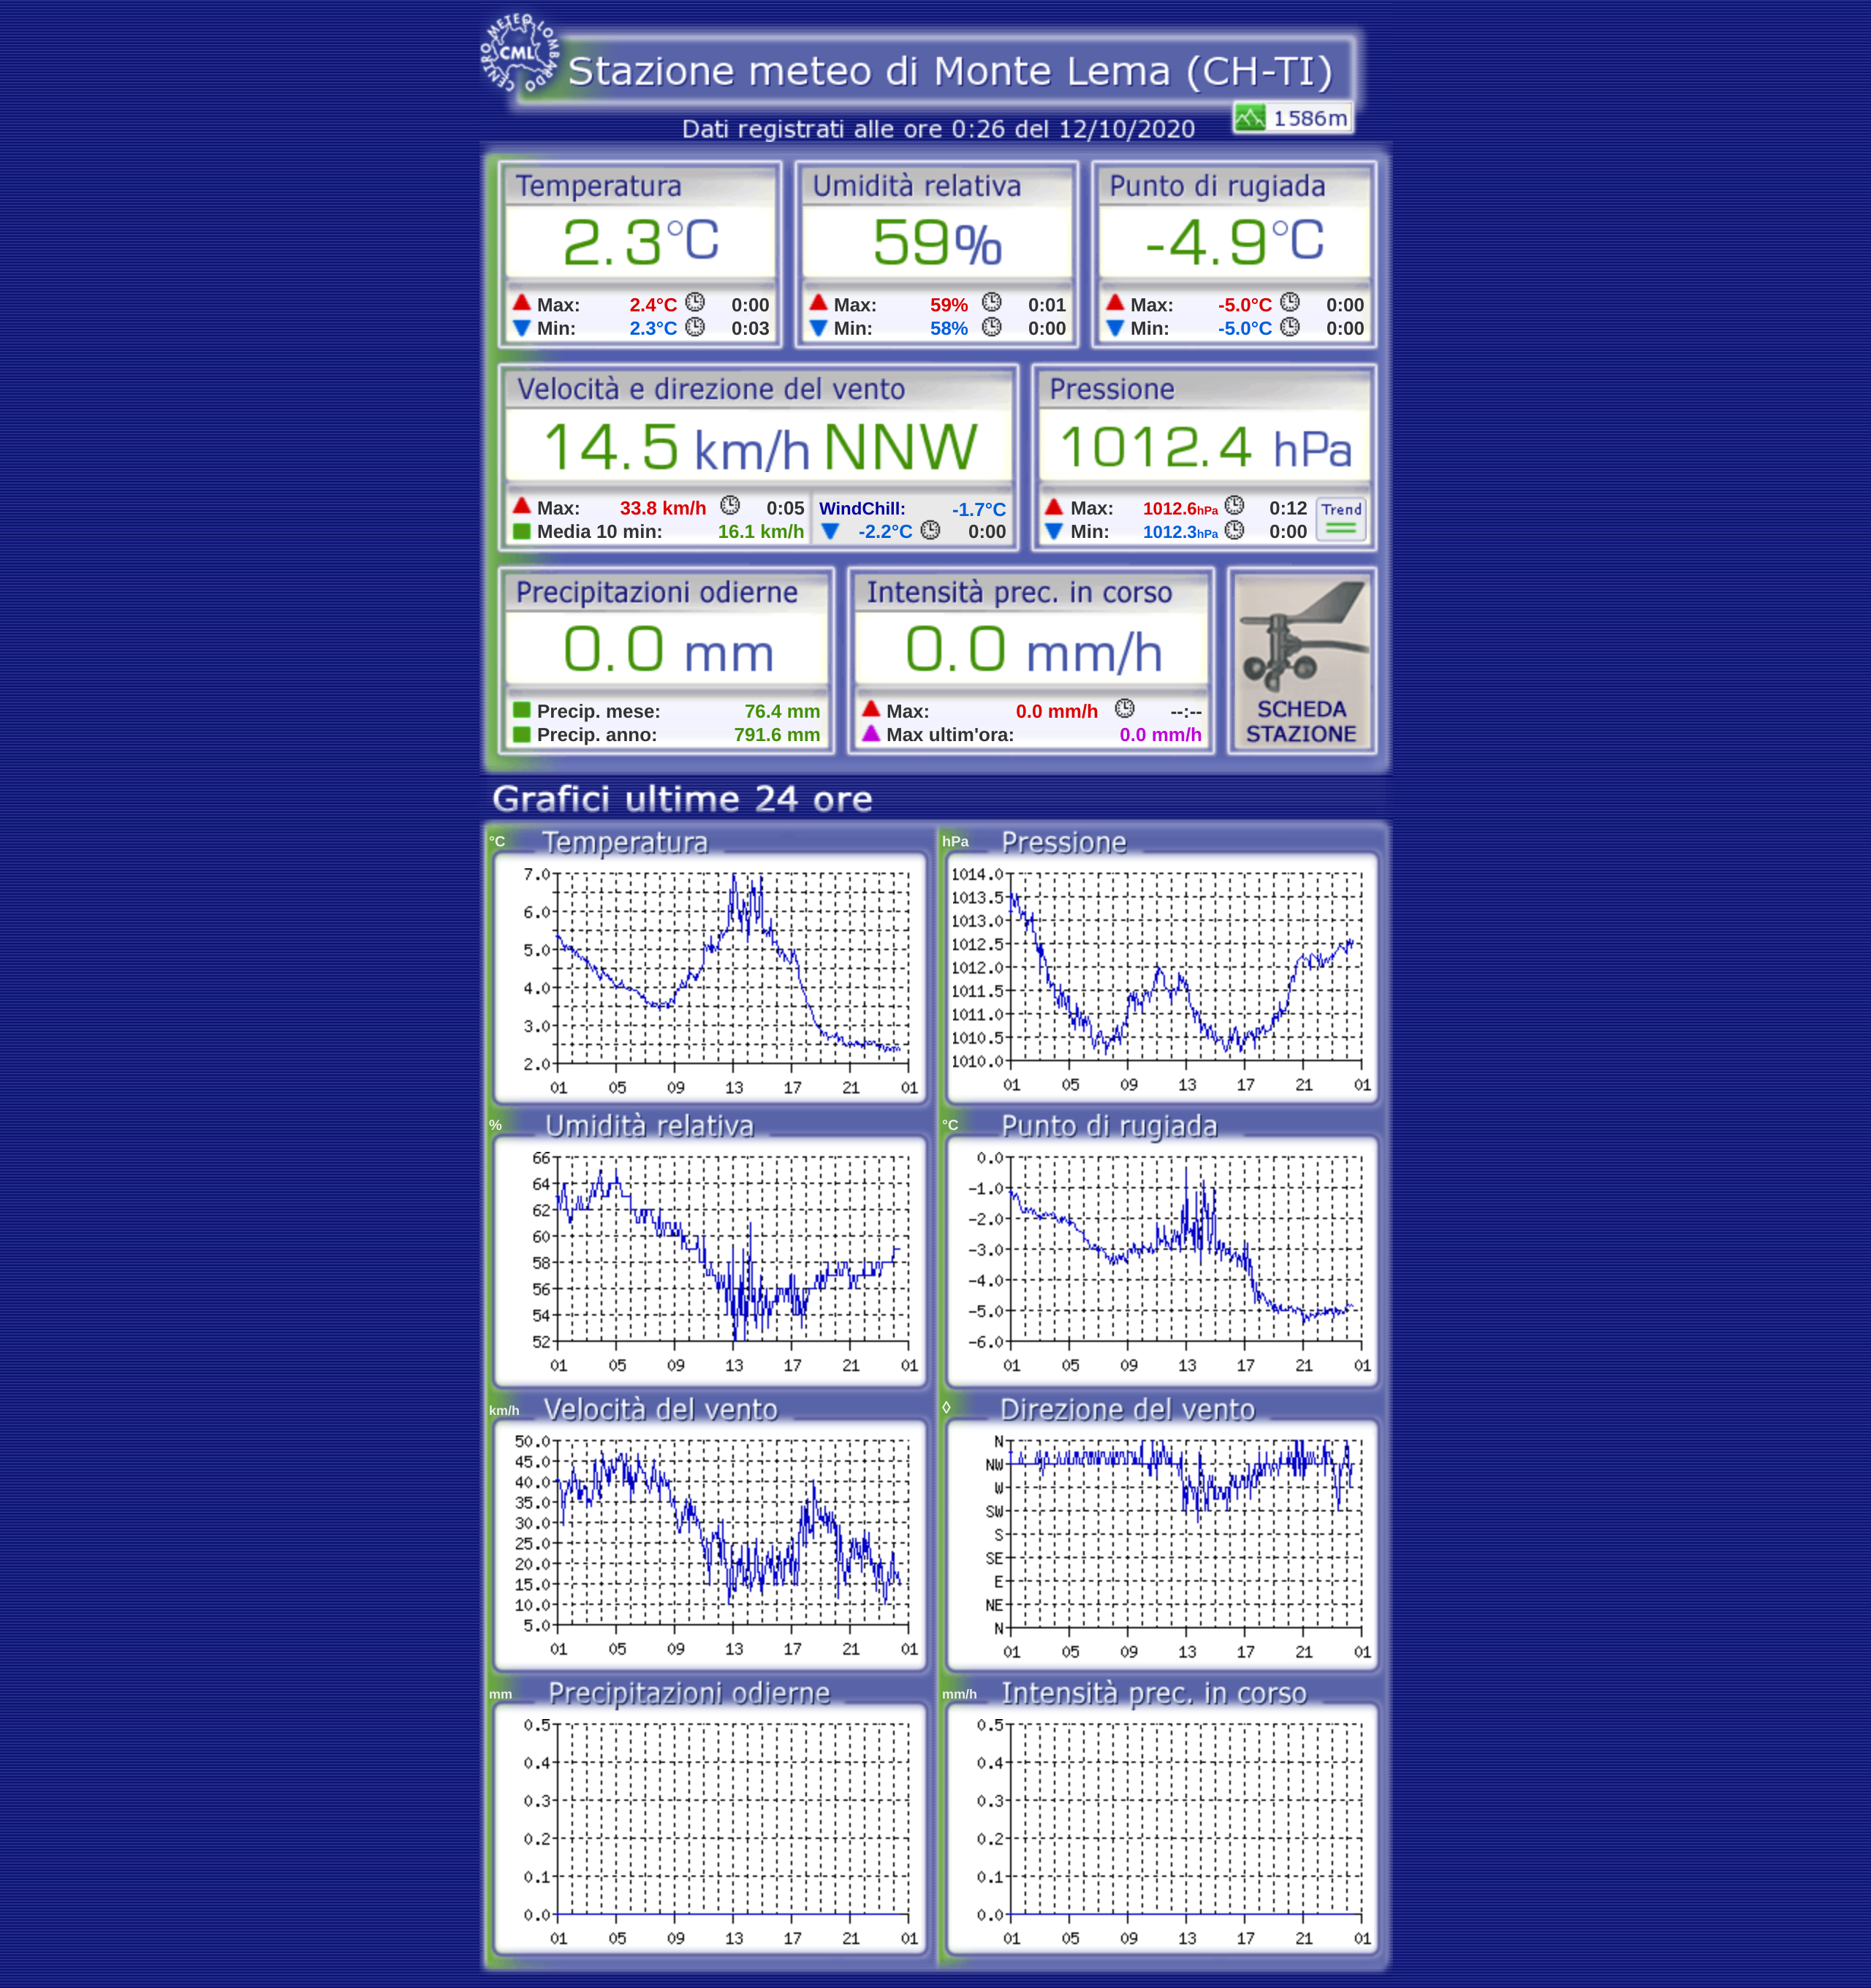 CENTRO METEO LOMBARDO
CML
Stazione meteo di Monte Lema (CH-TI)
1586m
Dati registrati alle ore 0:26 del 12/10/2020
Temperatura
2.3°C
Max: 2.4°C 0:00
Min: 2.3°C 0:03
Umidità relativa
59%
Max: 59% 0:01
Min: 58% 0:00
Punto di rugiada
-4.9°C
Max: -5.0°C 0:00
Min: -5.0°C 0:00
Velocità e direzione del vento
14.5 km/h NNW
Max: 33.8 km/h 0:05
Media 10 min: 16.1 km/h
WindChill: -1.7°C
-2.2°C 0:00
Pressione
1012.4 hPa
Max: 1012.6hPa 0:12
Min: 1012.3hPa 0:00
Trend
Precipitazioni odierne
0.0 mm
Precip. mese: 76.4 mm
Precip. anno: 791.6 mm
Intensità prec. in corso
0.0 mm/h
Max: 0.0 mm/h --:--
Max ultim'ora: 0.0 mm/h
SCHEDA
STAZIONE
Grafici ultime 24 ore
°C Temperatura
7.0
6.0
5.0
4.0
3.0
2.0
01 05 09 13 17 21 01
hPa Pressione
1014.0
1013.5
1013.0
1012.5
1012.0
1011.5
1011.0
1010.5
1010.0
01 05 09 13 17 21 01
% Umidità relativa
66
64
62
60
58
56
54
52
01 05 09 13 17 21 01
°C Punto di rugiada
0.0
-1.0
-2.0
-3.0
-4.0
-5.0
-6.0
01 05 09 13 17 21 01
km/h Velocità del vento
50.0
45.0
40.0
35.0
30.0
25.0
20.0
15.0
10.0
5.0
01 05 09 13 17 21 01
◊ Direzione del vento
N
NW
W
SW
S
SE
E
NE
N
01 05 09 13 17 21 01
mm Precipitazioni odierne
0.5
0.4
0.3
0.2
0.1
0.0
01 05 09 13 17 21 01
mm/h Intensità prec. in corso
0.5
0.4
0.3
0.2
0.1
0.0
01 05 09 13 17 21 01